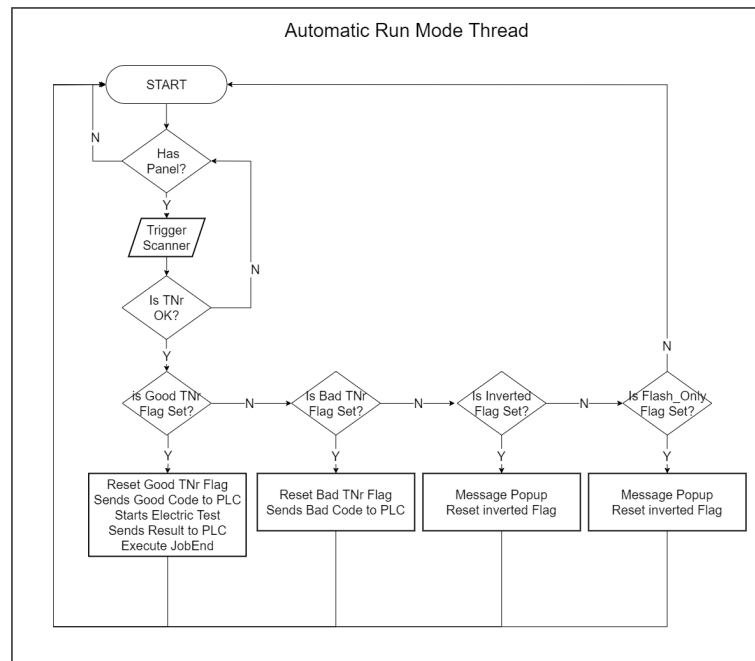 Automatic Run Mode Thread
START
N
Has
Panel?
Y
Trigger
Scanner
N
Is TNr
OK?
Y
N
is Good TNr
Flag Set?
N
Is Bad TNr
Flag Set?
N
Is Inverted
Flag Set?
N
Is Flash_Only
Flag Set?
Y
Y
Y
Y
Reset Good TNr Flag
Sends Good Code to PLC
Starts Electric Test
Sends Result to PLC
Execute JobEnd
Reset Bad TNr Flag
Sends Bad Code to PLC
Message Popup
Reset inverted Flag
Message Popup
Reset inverted Flag